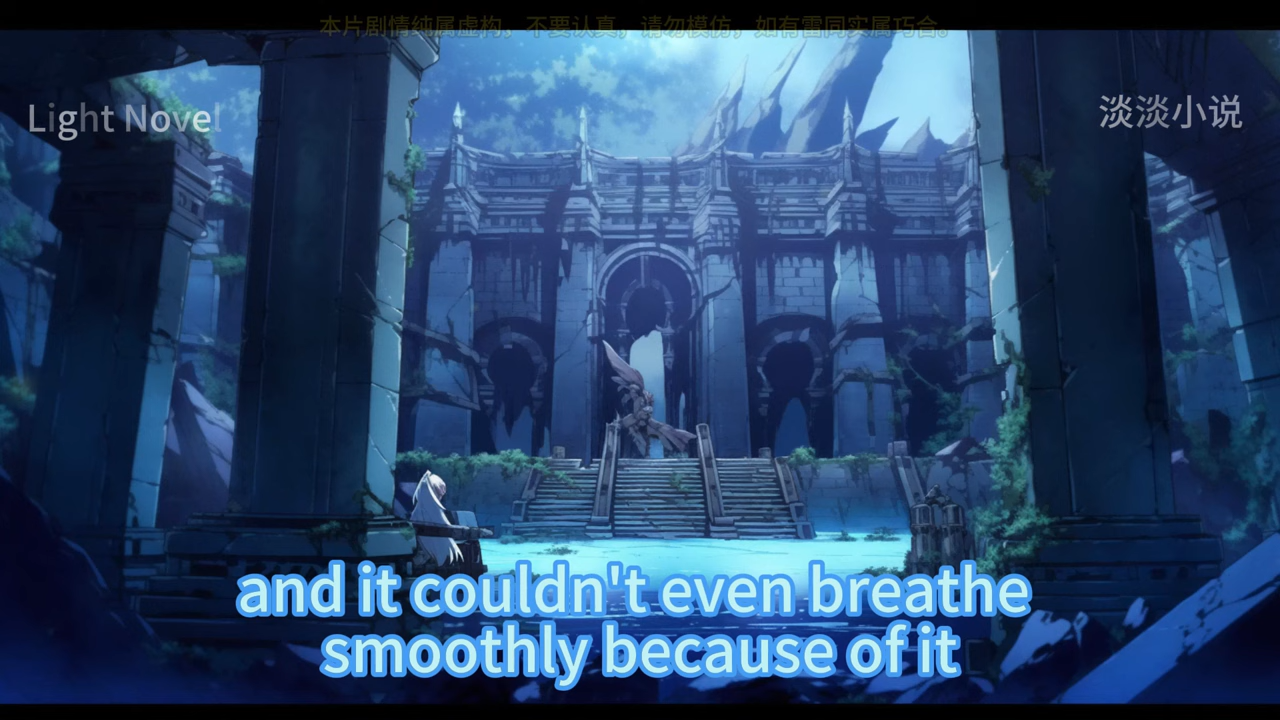 本片剧情纯属虚构，不要认真，请勿模仿，如有雷同实属巧合。
Light Novel
淡淡小说
and it couldn't even breathe
smoothly because of it